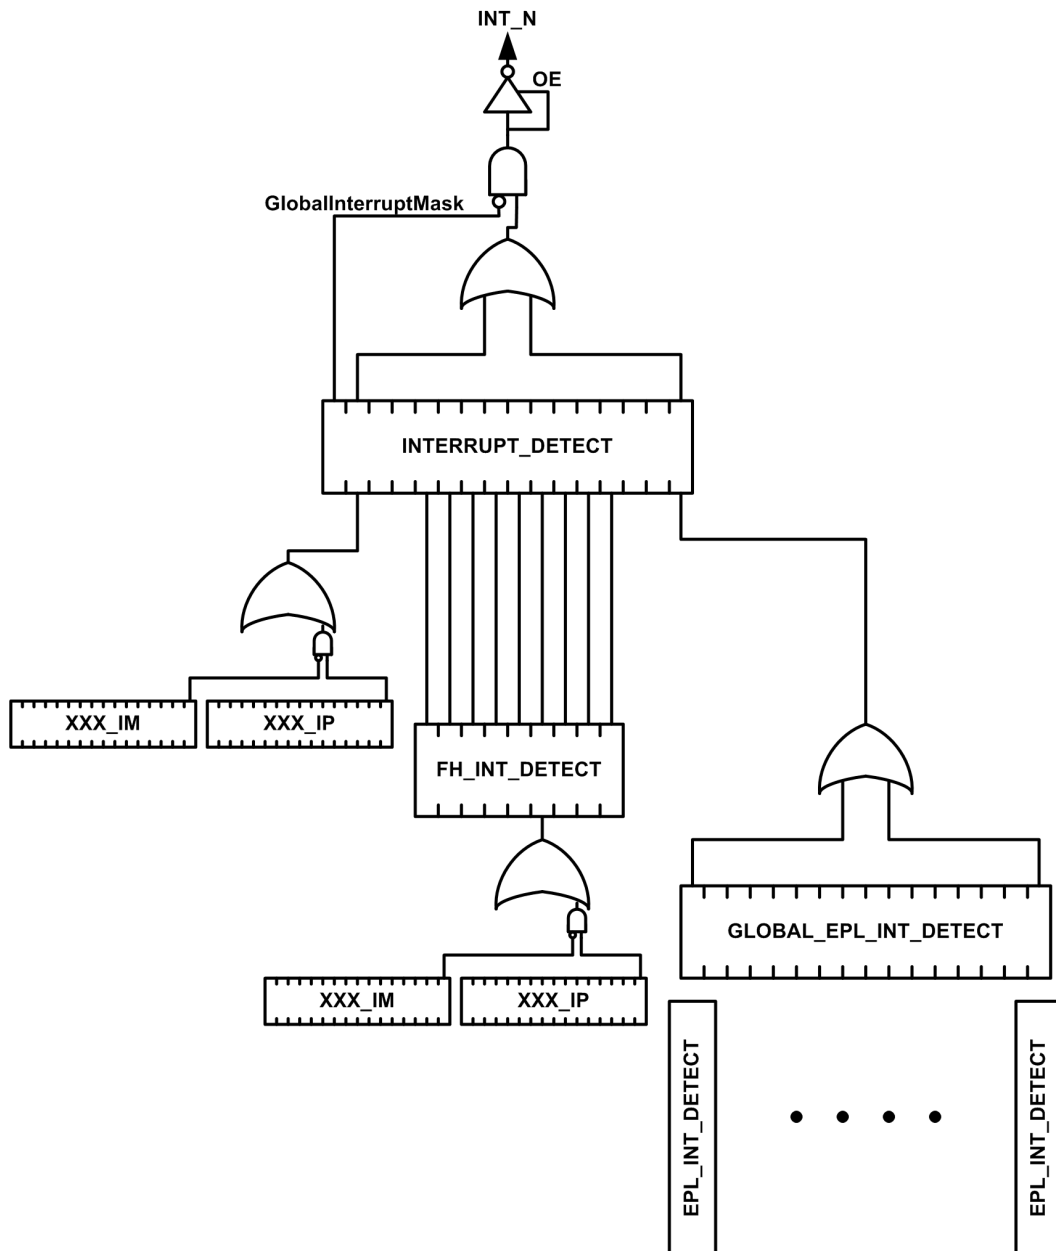 INT_N
OE
GlobalInterruptMask
INTERRUPT_DETECT
XXX_IM
XXX_IP
FH_INT_DETECT
GLOBAL_EPL_INT_DETECT
XXX_IM
XXX_IP
EPL_INT_DETECT
EPL_INT_DETECT